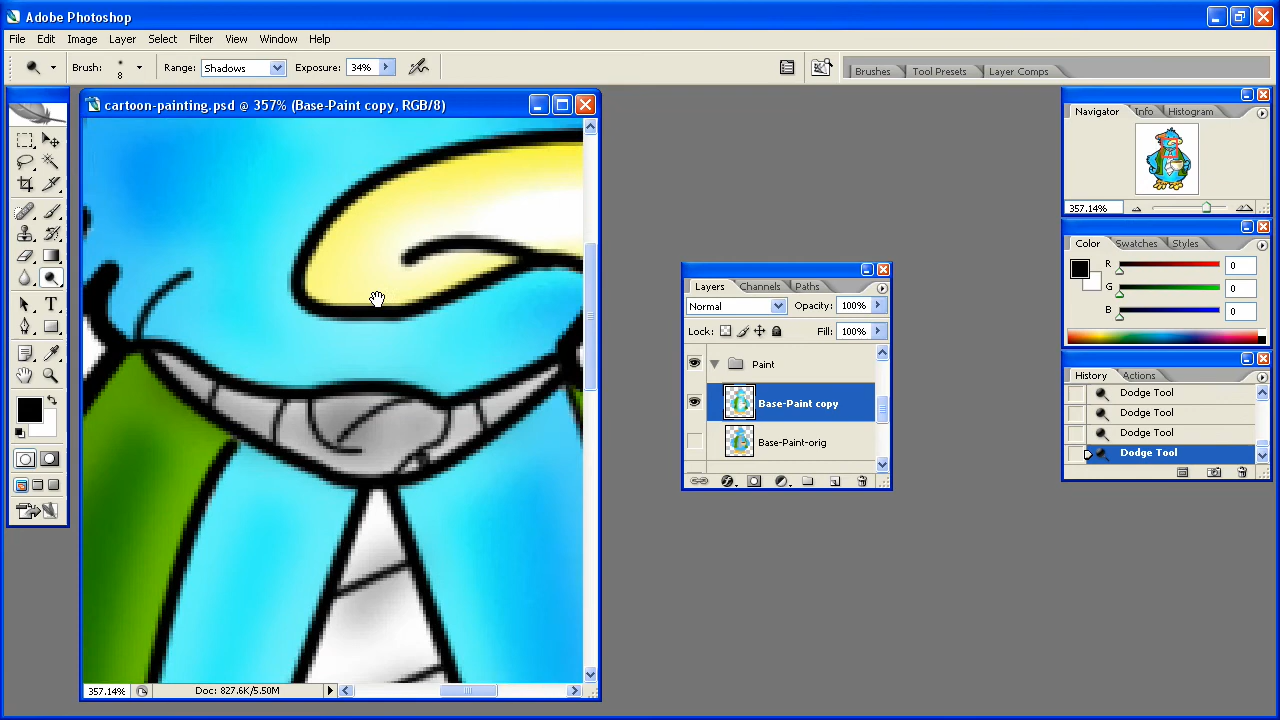 Adobe Photoshop
File Edit Image Layer Select Filter View Window Help
Brush: 8 Range: Shadows Exposure: 34%
Brushes Tool Presets Layer Comps
cartoon-painting.psd @ 357% (Base-Paint copy, RGB/8)
Navigator Info Histogram
357.14%
Color Swatches Styles
R 0
G 0
B 0
Layers Channels Paths
Normal Opacity: 100%
Lock: Fill: 100%
Paint
Base-Paint copy
Base-Paint-orig
History Actions
Dodge Tool
Dodge Tool
Dodge Tool
Dodge Tool
357.14% Doc: 827.6K/5.50M